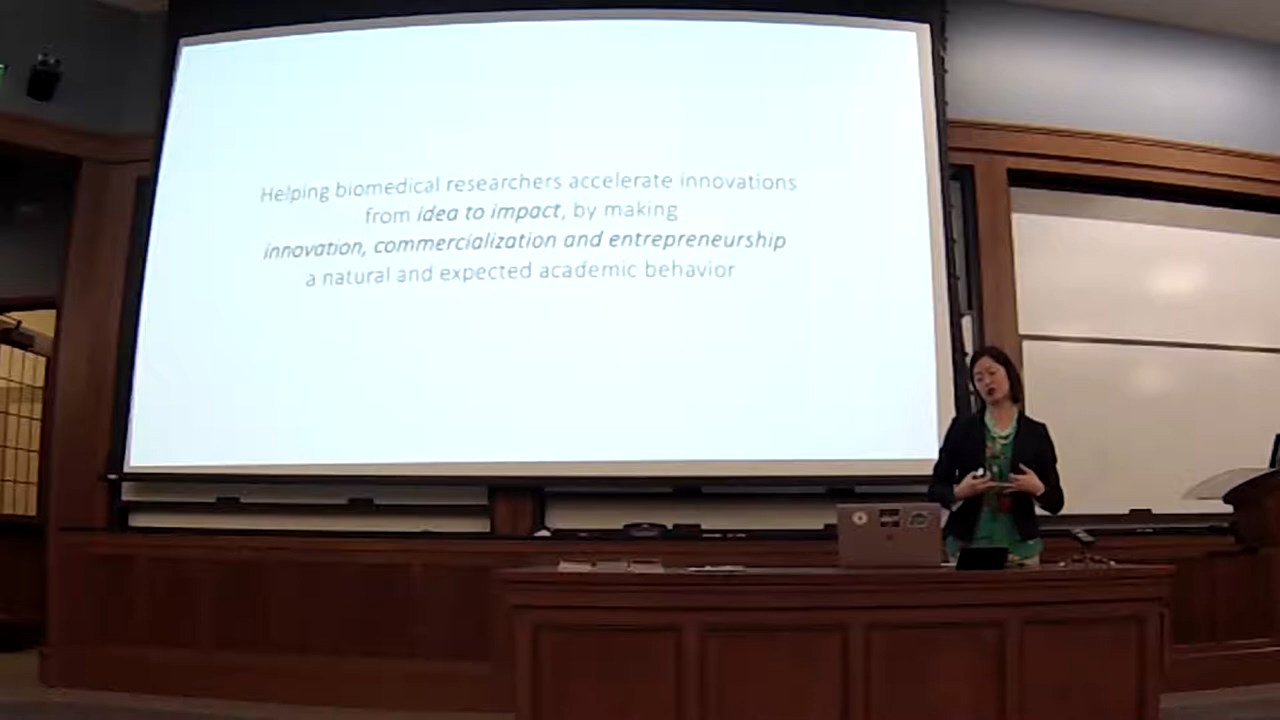 Helping biomedical researchers accelerate innovations
from idea to impact, by making
innovation, commercialization and entrepreneurship
a natural and expected academic behavior